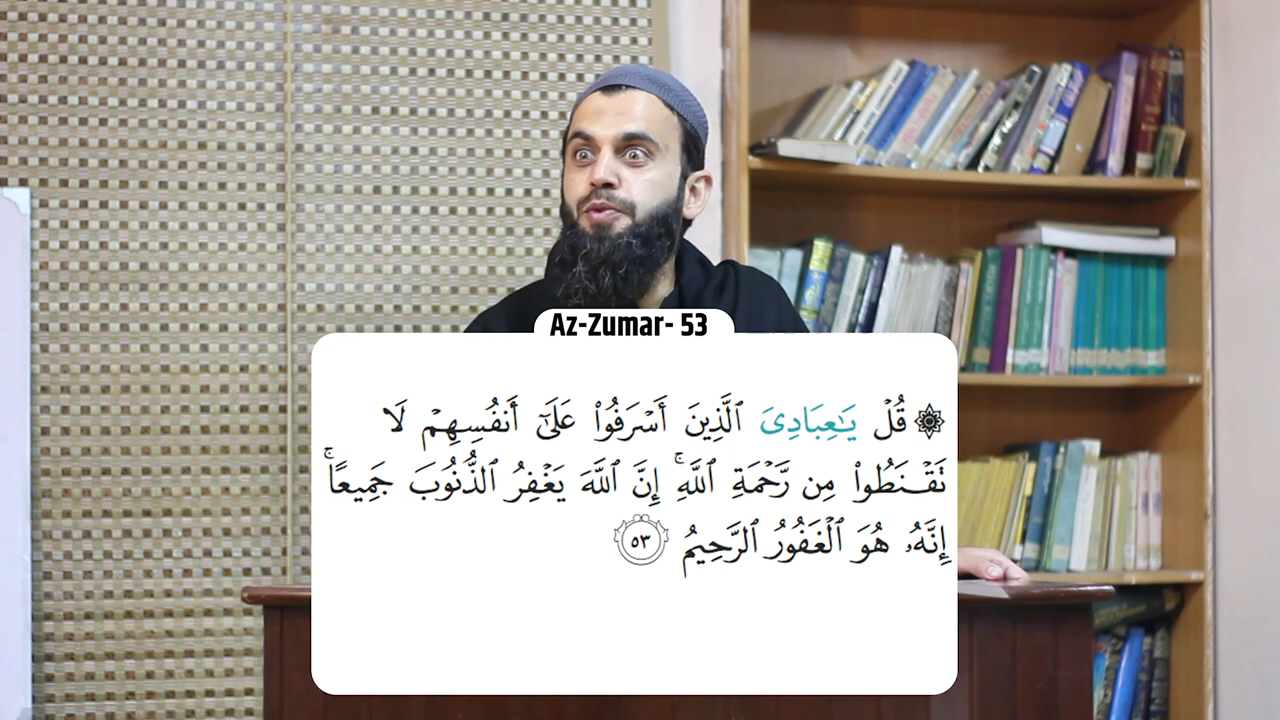 Az-Zumar- 53
۞ قُلْ يَـٰعِبَادِىَ ٱلَّذِينَ أَسْرَفُوا۟ عَلَىٰٓ أَنفُسِهِمْ لَا
تَقْنَطُوا۟ مِن رَّحْمَةِ ٱللَّهِ ۚ إِنَّ ٱللَّهَ يَغْفِرُ ٱلذُّنُوبَ جَمِيعًا ۚ
إِنَّهُۥ هُوَ ٱلْغَفُورُ ٱلرَّحِيمُ ٥٣